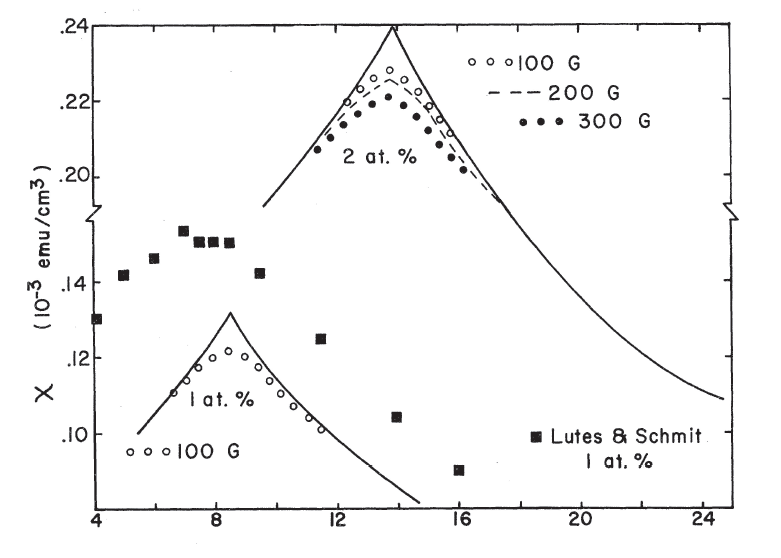 .24
.22
.20
.14
.12
.10
χ (10⁻³ emu/cm³)
100 G
200 G
300 G
2 at. %
1 at. %
100 G
Lutes & Schmit
1 at. %
4 8 12 16 20 24